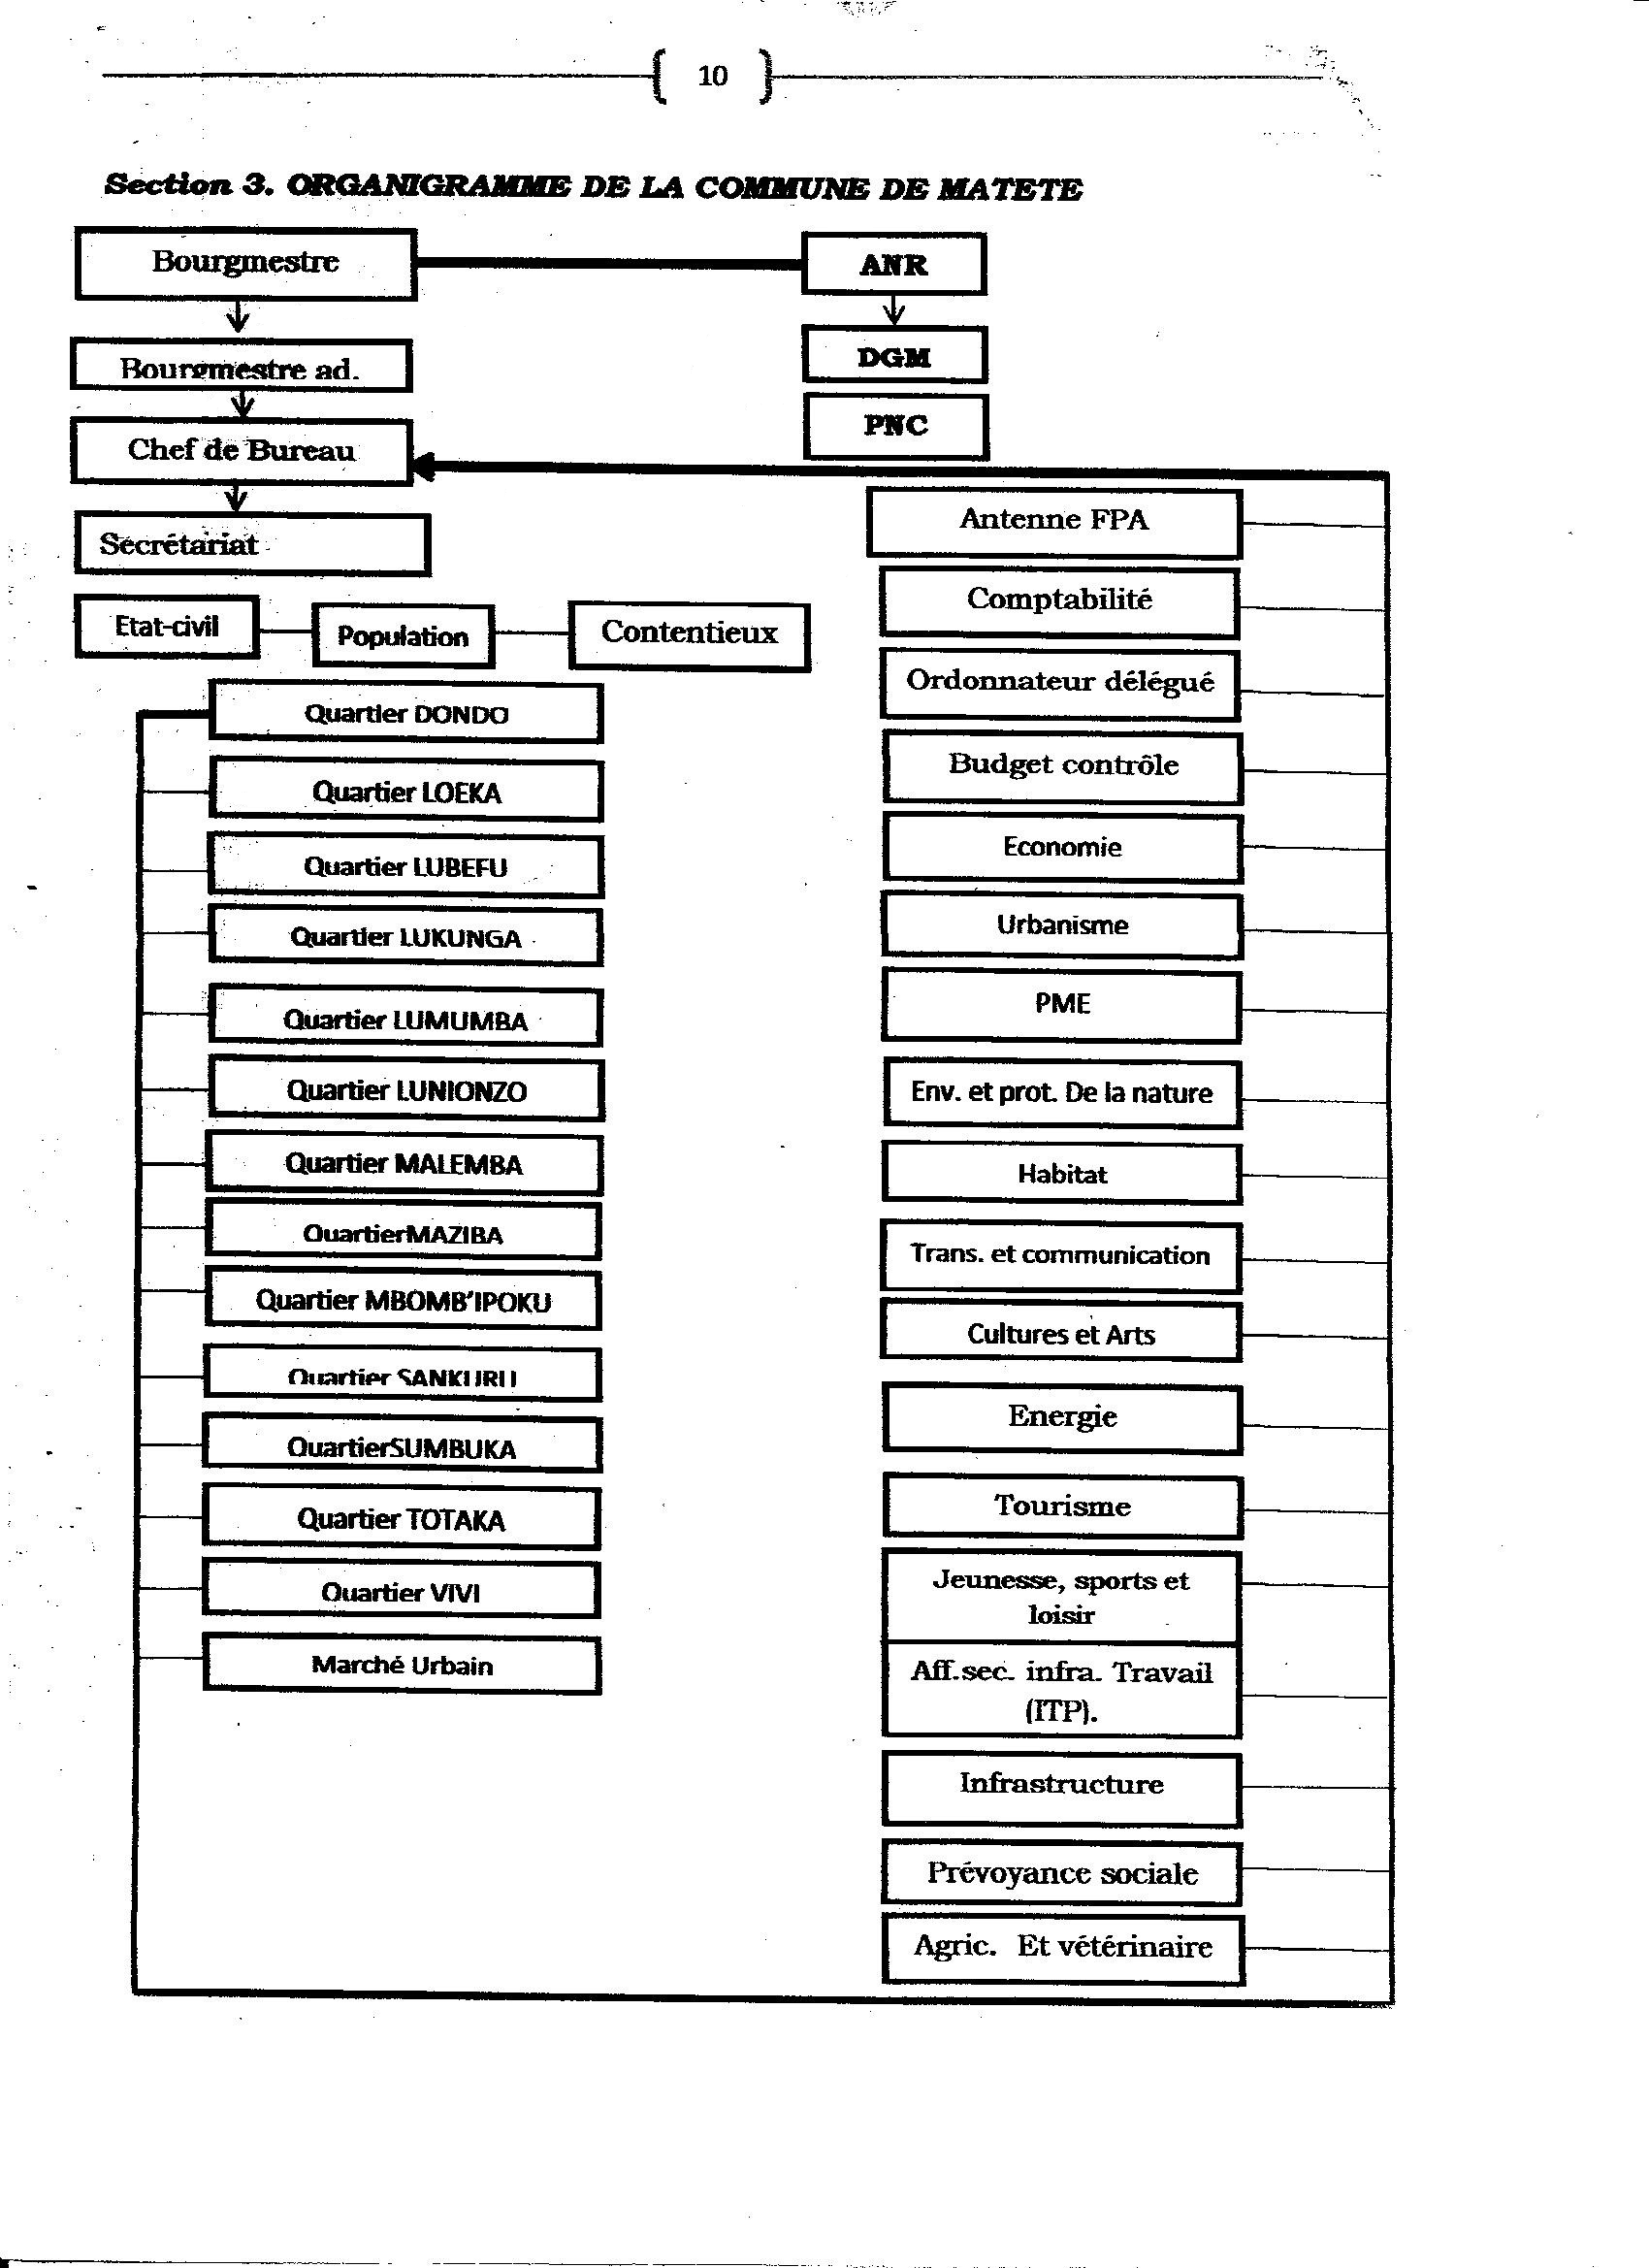 10
Section 3. ORGANIGRAMME DE LA COMMUNE DE MATETE
Bourgmestre
ANR
Bourgmestre ad.
DGM
Chef de Bureau
PNC
Secrétariat
Antenne FPA
Etat-civil
Population
Contentieux
Comptabilité
Ordonnateur délégué
Budget contrôle
Economie
Urbanisme
PME
Env. et prot. De la nature
Habitat
Trans. et communication
Cultures et Arts
Energie
Tourisme
Jeunesse, sports et
loisir
Aff.sec. infra. Travail
(ITP).
Infrastructure
Prévoyance sociale
Agric. Et vétérinaire
Quartier DONDO
Quartier LOEKA
Quartier LUBEFU
Quartier LUKUNGA
Quartier LUMUMBA
Quartier LUNIONZO
Quartier MALEMBA
QuartierMAZIBA
Quartier MBOMB'IPOKU
Quartier SANKURU
QuartierSUMBUKA
Quartier TOTAKA
Quartier VIVI
Marché Urbain